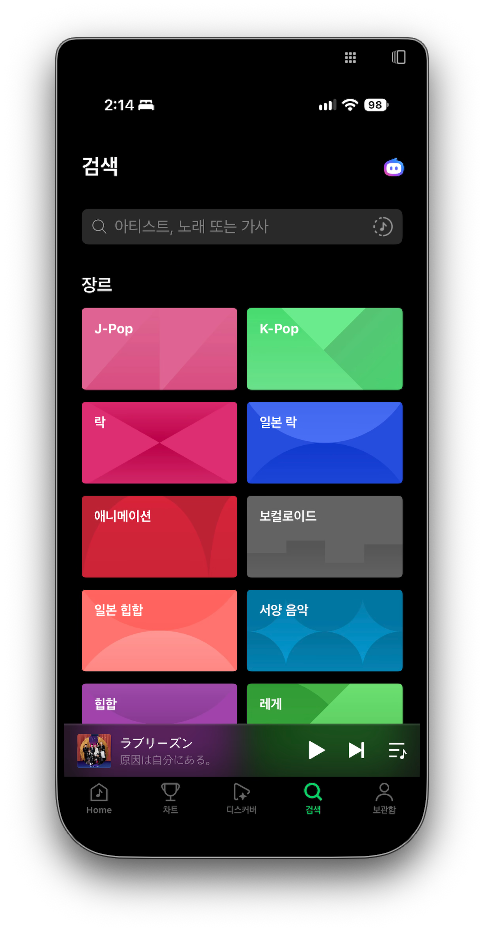 2:14
98
검색
아티스트, 노래 또는 가사
장르
J-Pop
K-Pop
락
일본 락
애니메이션
보컬로이드
일본 힙합
서양 음악
힙합
레게
ラブリーズン
原因は自分にある。
Home
차트
디스커버
검색
보관함